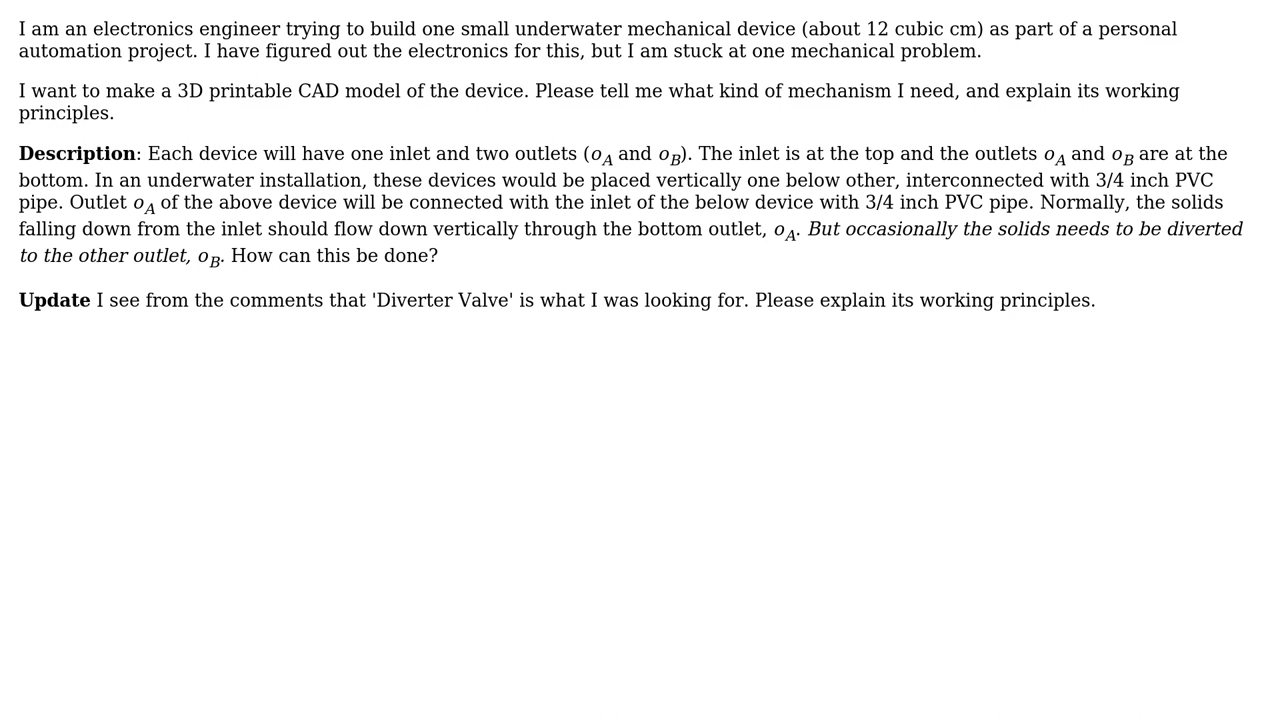 I am an electronics engineer trying to build one small underwater mechanical device (about 12 cubic cm) as part of a personal
automation project. I have figured out the electronics for this, but I am stuck at one mechanical problem.
I want to make a 3D printable CAD model of the device. Please tell me what kind of mechanism I need, and explain its working
principles.
Description: Each device will have one inlet and two outlets (o_A and o_B). The inlet is at the top and the outlets o_A and o_B are at the
bottom. In an underwater installation, these devices would be placed vertically one below other, interconnected with 3/4 inch PVC
pipe. Outlet o_A of the above device will be connected with the inlet of the below device with 3/4 inch PVC pipe. Normally, the solids
falling down from the inlet should flow down vertically through the bottom outlet, o_A. But occasionally the solids needs to be diverted
to the other outlet, o_B. How can this be done?
Update I see from the comments that 'Diverter Valve' is what I was looking for. Please explain its working principles.